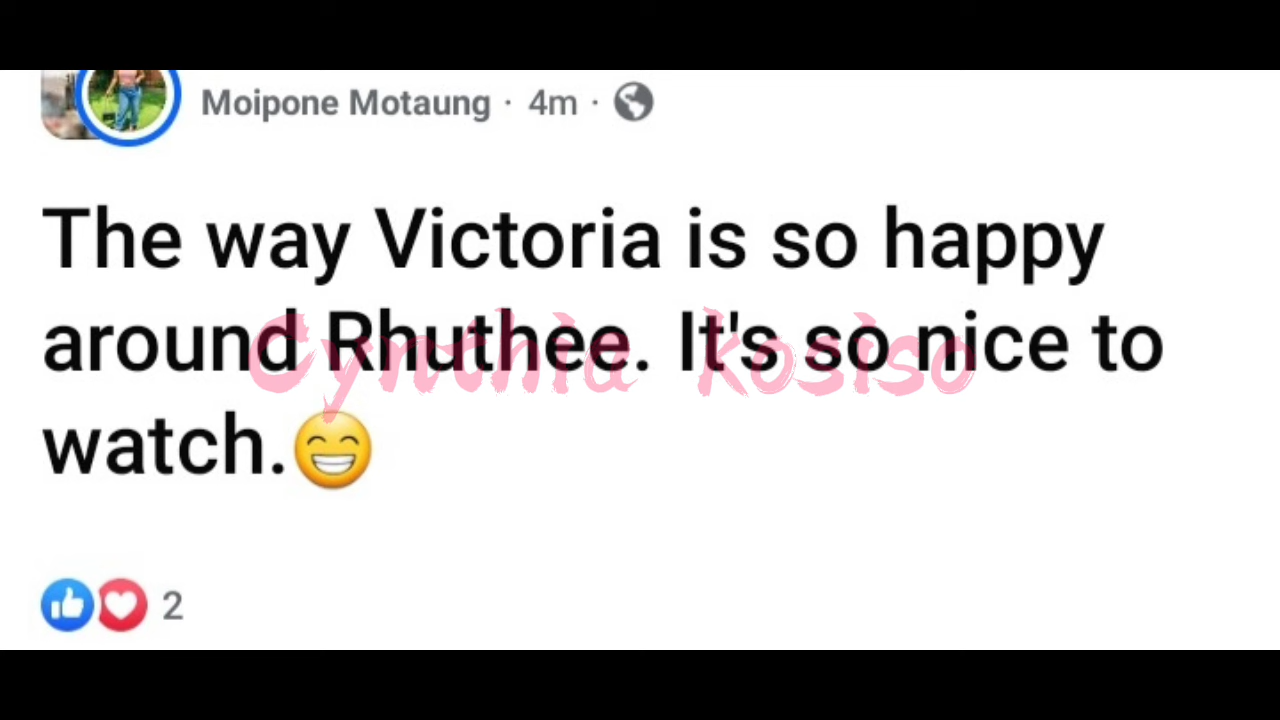 Moipone Motaung · 4m ·
The way Victoria is so happy
around Rhuthee. It's so nice to
watch.😁
Cynthia kosiso
2